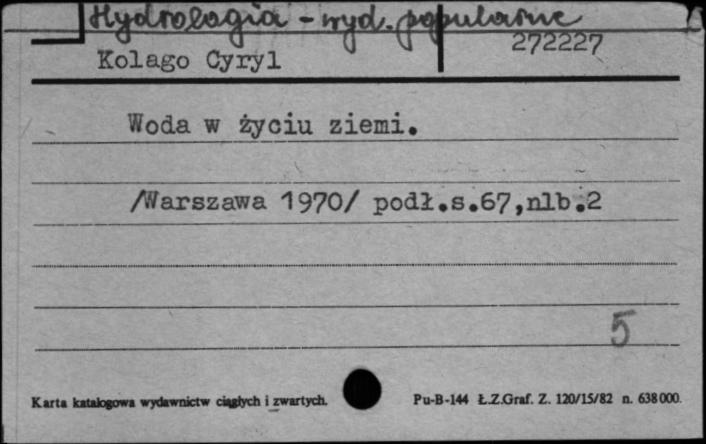 Hydrologia - wyd. popularne
272227
Kolago Cyryl
Woda w życiu ziemi.
/Warszawa 1970/ podł.s.67,nlb.2
5
Karta katalogowa wydawnictw ciągłych i zwartych. Pu-B-144 Ł.Z.Graf. Z. 120/15/82 n. 638000.